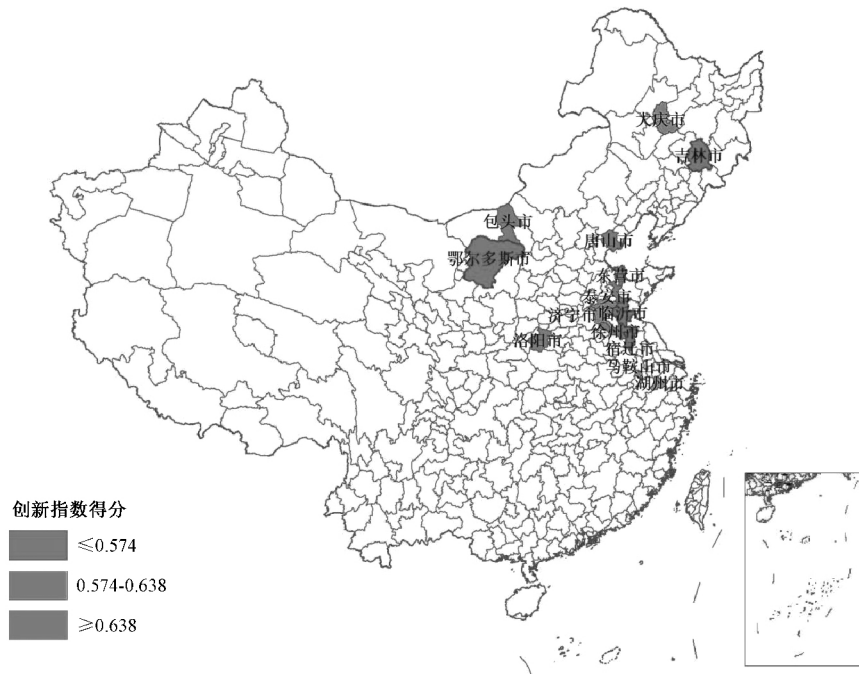 大庆市
吉林市
包头市
唐山市
鄂尔多斯市
东营市
泰安市
济宁市
临沂市
徐州市
洛阳市
宿迁市
马鞍山市
湖州市
创新指数得分
≤0.574
0.574-0.638
≥0.638